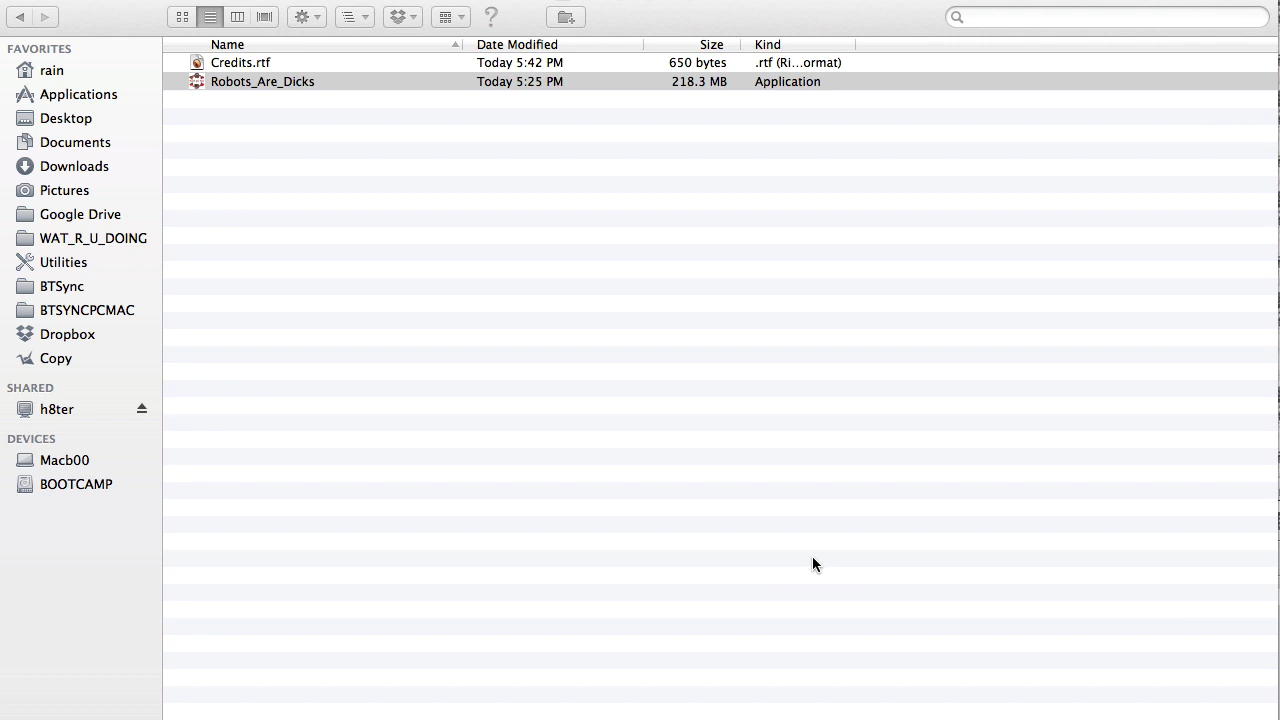 Name Date Modified Size Kind
Credits.rtf Today 5:42 PM 650 bytes .rtf (Ri...ormat)
Robots_Are_Dicks Today 5:25 PM 218.3 MB Application
FAVORITES
rain
Applications
Desktop
Documents
Downloads
Pictures
Google Drive
WAT_R_U_DOING
Utilities
BTSync
BTSYNCPCMAC
Dropbox
Copy
SHARED
h8ter
DEVICES
Macb00
BOOTCAMP